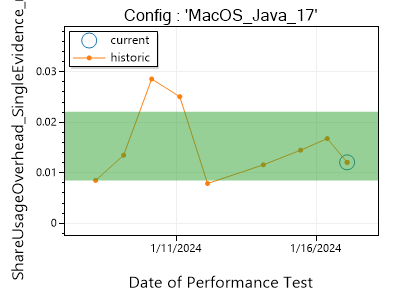 Config : 'MacOS_Java_17'
current
historic
ShareUsageOverhead_SingleEvidence_
0.03
0.02
0.01
0
1/11/2024
1/16/2024
Date of Performance Test